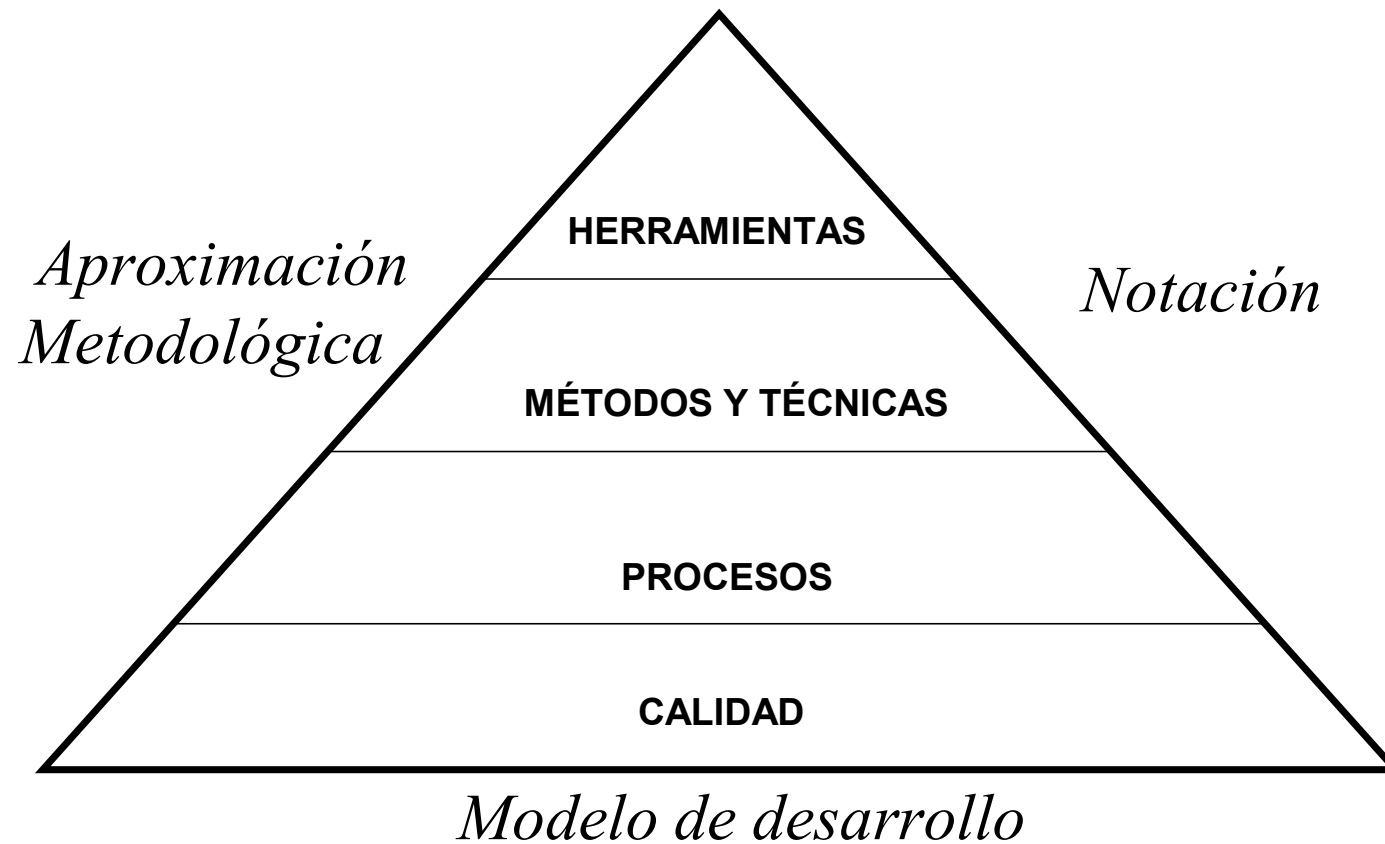 HERRAMIENTAS
Aproximación
Metodológica
Notación
MÉTODOS Y TÉCNICAS
PROCESOS
CALIDAD
Modelo de desarrollo